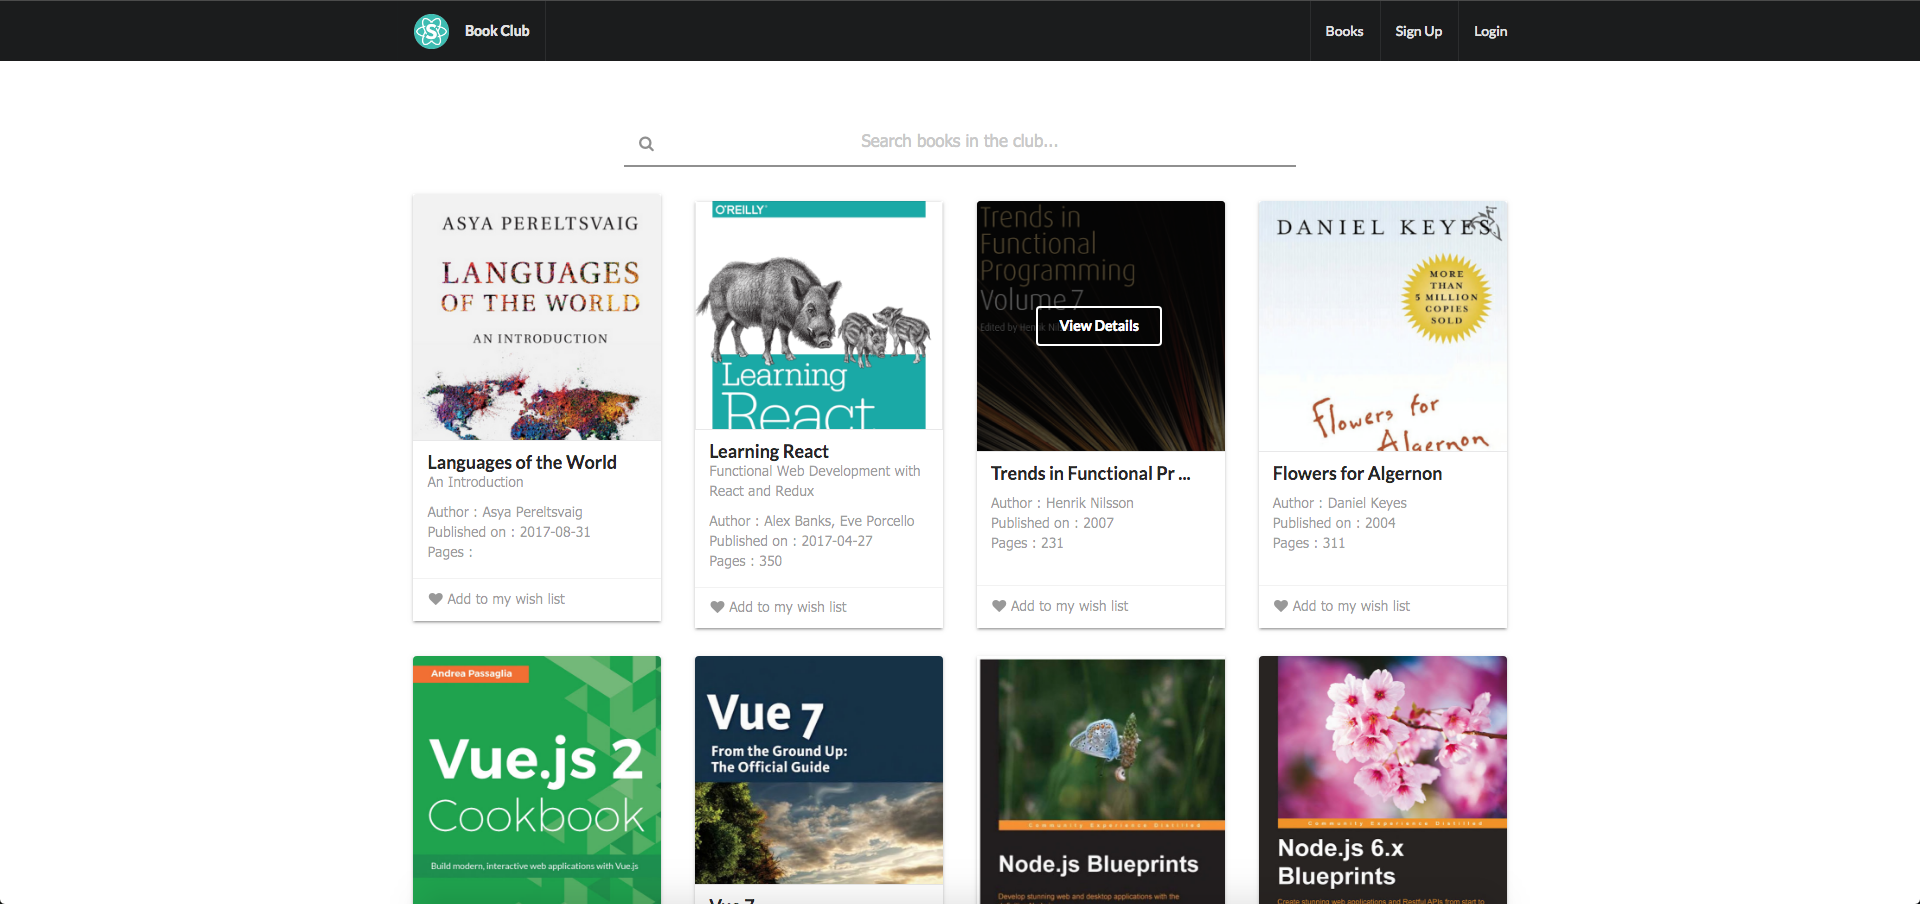 Book Club
Books
Sign Up
Login
Search books in the club...
ASYA PERELTSVAIG
LANGUAGES
OF THE WORLD
AN INTRODUCTION
Languages of the World
An Introduction
Author : Asya Pereltsvaig
Published on : 2017-08-31
Pages :
Add to my wish list
O'REILLY
Learning
React
Learning React
Functional Web Development with
React and Redux
Author : Alex Banks, Eve Porcello
Published on : 2017-04-27
Pages : 350
Add to my wish list
Trends in
Functional
Programming
Volume 7
Edited by Henrik
View Details
Trends in Functional Pr ...
Author : Henrik Nilsson
Published on : 2007
Pages : 231
Add to my wish list
DANIEL KEYES
MORE
THAN
5 MILLION
COPIES
SOLD
Flowers for
Algernon
Flowers for Algernon
Author : Daniel Keyes
Published on : 2004
Pages : 311
Add to my wish list
Andrea Passaglia
Vue.js 2
Cookbook
Build modern, interactive web applications with Vue.js
Vue 7
From the Ground Up:
The Official Guide
Vue 7
Community Experience Distilled
Node.js Blueprints
Develop stunning web and desktop applications with the
Community Experience Distilled
Node.js 6.x
Blueprints
Create stunning web applications and Restful APIs from start to